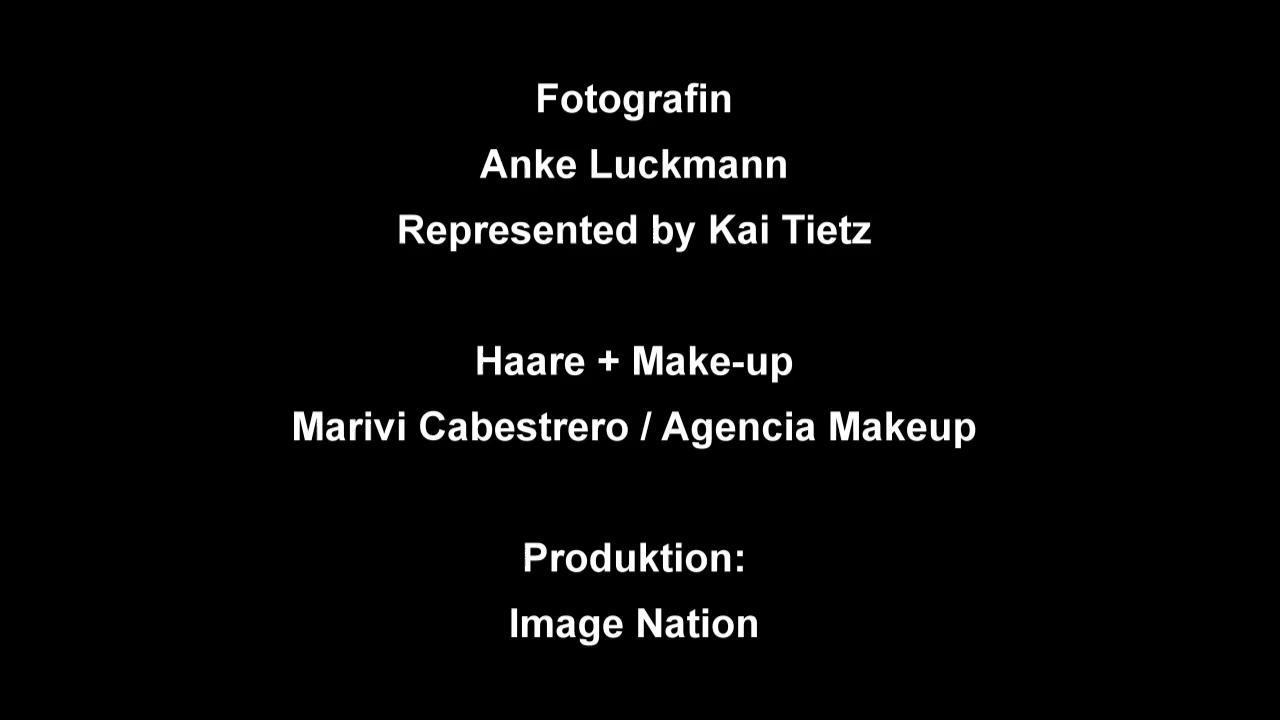 Fotografin
Anke Luckmann
Represented by Kai Tietz
Haare + Make-up
Marivi Cabestrero / Agencia Makeup
Produktion:
Image Nation